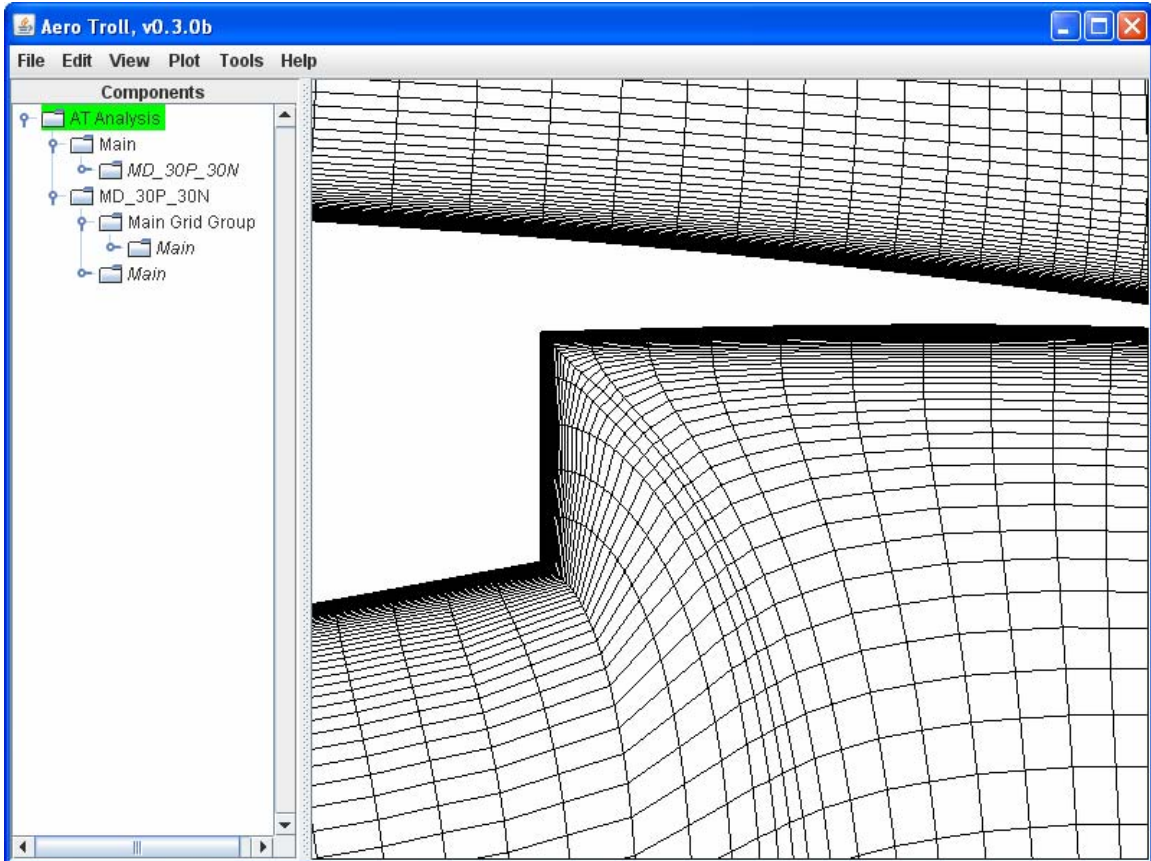 Aero Troll, v0.3.0b
File Edit View Plot Tools Help
Components
AT Analysis
Main
MD_30P_30N
MD_30P_30N
Main Grid Group
Main
Main